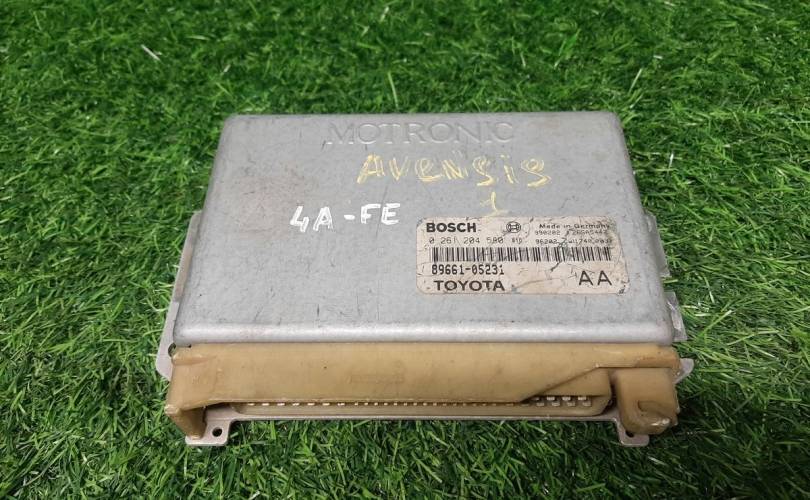 MOTRONIC
AVENSIS
1
4A-FE
BOSCH
Made in Germany
0 261 204 580
89661-05231
TOYOTA
AA